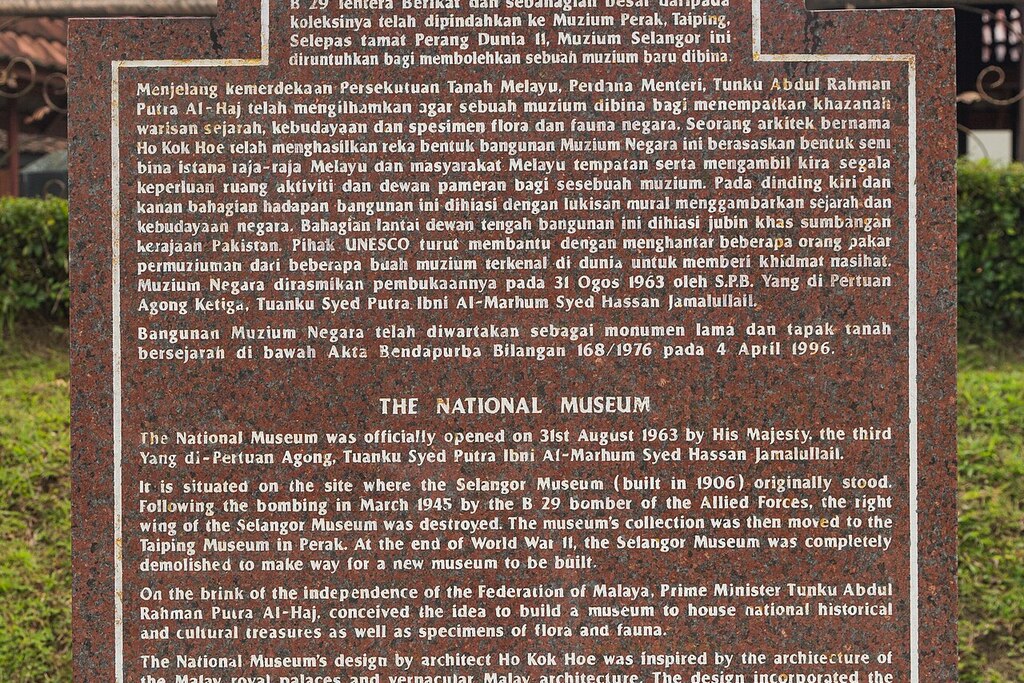 B 29 Tentera Berikat dan sebahagian besar daripada
koleksinya telah dipindahkan ke Muzium Perak, Taiping.
Selepas tamat Perang Dunia II, Muzium Selangor ini
diruntuhkan bagi membolehkan sebuah muzium baru dibina.
Menjelang kemerdekaan Persekutuan Tanah Melayu, Perdana Menteri, Tunku Abdul Rahman
Putra Al-Haj telah mengilhamkan agar sebuah muzium dibina bagi menempatkan khazanah
warisan sejarah, kebudayaan dan spesimen flora dan fauna negara. Seorang arkitek bernama
Ho Kok Hoe telah menghasilkan reka bentuk bangunan Muzium Negara ini berasaskan bentuk seni
bina istana raja-raja Melayu dan masyarakat Melayu tempatan serta mengambil kira segala
keperluan ruang aktiviti dan dewan pameran bagi sesebuah muzium. Pada dinding kiri dan
kanan bahagian hadapan bangunan ini dihiasi dengan lukisan mural menggambarkan sejarah dan
kebudayaan negara. Bahagian lantai dewan tengah bangunan ini dihiasi jubin khas sumbangan
kerajaan Pakistan. Pihak UNESCO turut membantu dengan menghantar beberapa orang pakar
permuziuman dari beberapa buah muzium terkenal di dunia untuk memberi khidmat nasihat.
Muzium Negara dirasmikan pembukaannya pada 31 Ogos 1963 oleh S.P.B. Yang di Pertuan
Agong Ketiga, Tuanku Syed Putra Ibni Al-Marhum Syed Hassan Jamalullail.
Bangunan Muzium Negara telah diwartakan sebagai monumen lama dan tapak tanah
bersejarah di bawah Akta Bendapurba Bilangan 168/1976 pada 4 April 1996.
THE NATIONAL MUSEUM
The National Museum was officially opened on 31st August 1963 by His Majesty, the third
Yang di-Pertuan Agong, Tuanku Syed Putra Ibni Al-Marhum Syed Hassan Jamalullail.
It is situated on the site where the Selangor Museum (built in 1906) originally stood.
Following the bombing in March 1945 by the B 29 bomber of the Allied Forces, the right
wing of the Selangor Museum was destroyed. The museum's collection was then moved to the
Taiping Museum in Perak. At the end of World War II, the Selangor Museum was completely
demolished to make way for a new museum to be built.
On the brink of the independence of the Federation of Malaya, Prime Minister Tunku Abdul
Rahman Putra Al-Haj, conceived the idea to build a museum to house national historical
and cultural treasures as well as specimens of flora and fauna.
The National Museum's design by architect Ho Kok Hoe was inspired by the architecture of
the Malay royal palaces and vernacular Malay architecture. The design incorporated the